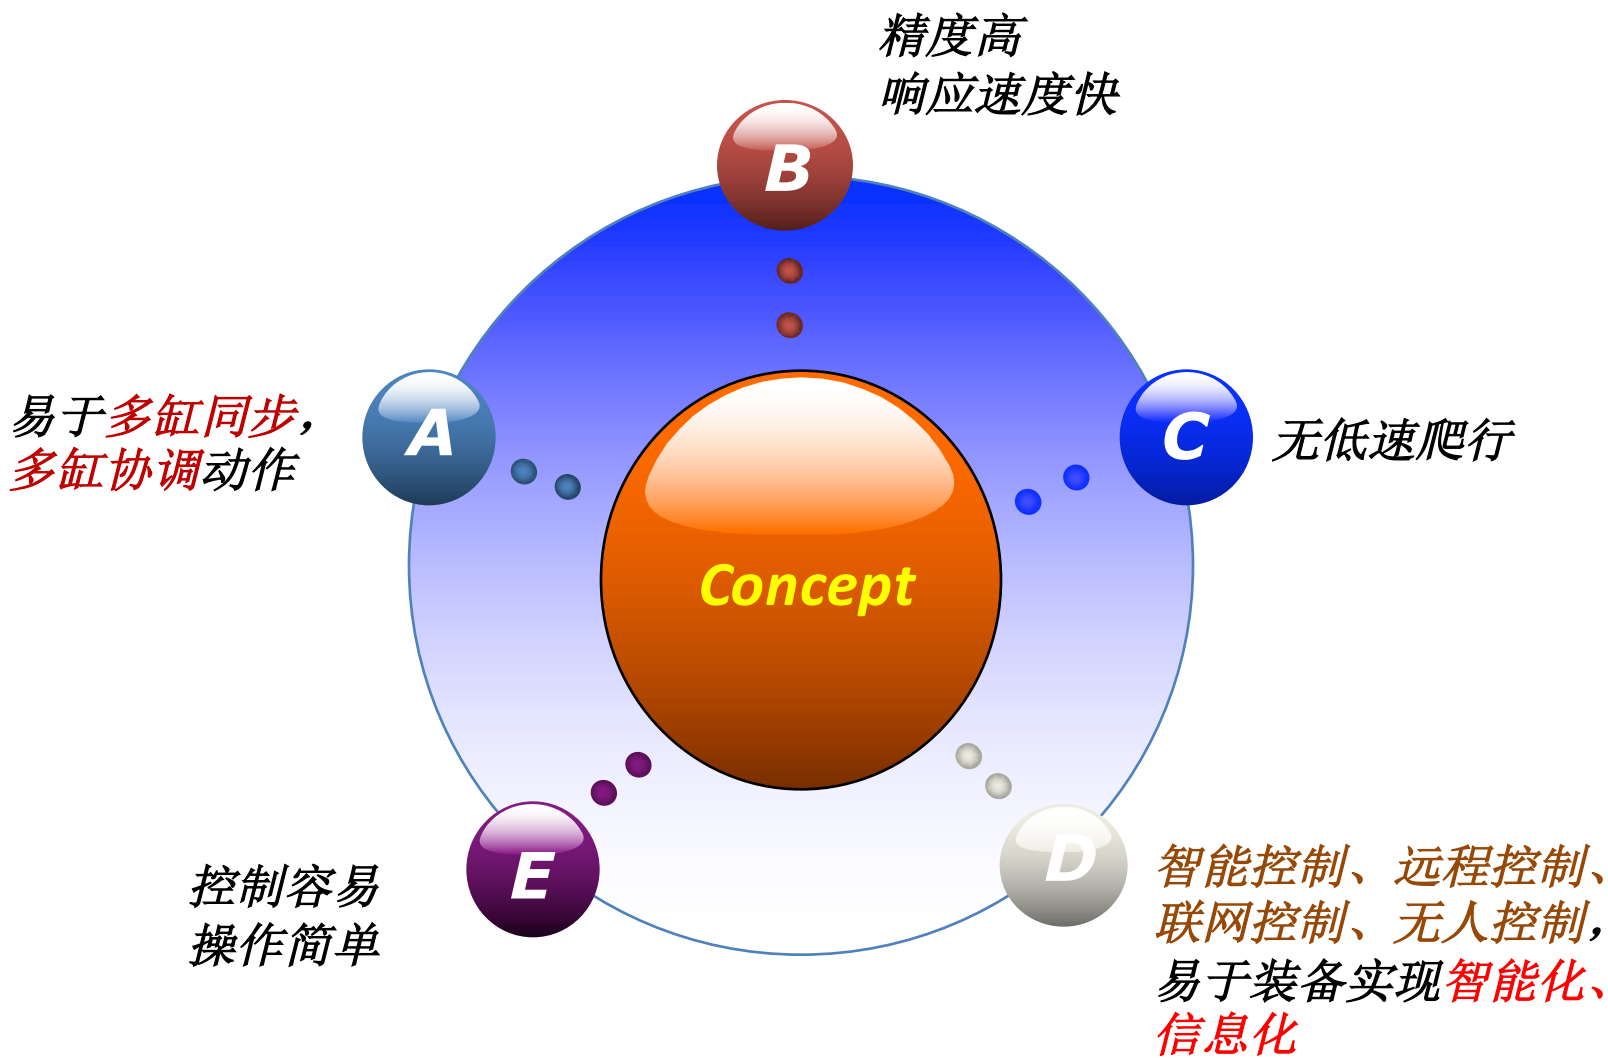 精度高
响应速度快
B
易于多缸同步，
多缸协调动作
A
C
无低速爬行
Concept
控制容易
操作简单
E
D
智能控制、远程控制、
联网控制、无人控制，
易于装备实现智能化、
信息化